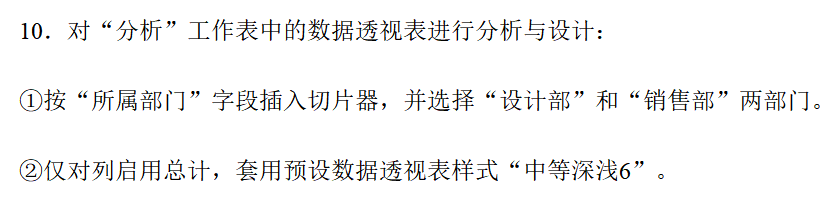 10．对“分析”工作表中的数据透视表进行分析与设计：
①按“所属部门”字段插入切片器，并选择“设计部”和“销售部”两部门。
②仅对列启用总计，套用预设数据透视表样式“中等深浅6”。